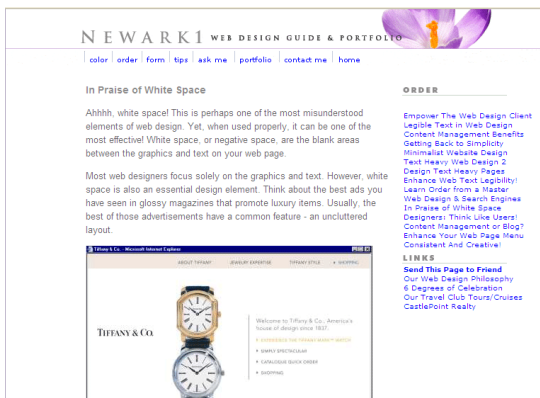 NEWARK1 WEB DESIGN GUIDE & PORTFOLIO
color order form tips ask me portfolio contact me home
In Praise of White Space
Ahhhh, white space! This is perhaps one of the most misunderstood
elements of web design. Yet, when used properly, it can be one of the
most effective! White space, or negative space, are the blank areas
between the graphics and text on your web page.
Most web designers focus solely on the graphics and text. However, white
space is also an essential design element. Think about the best ads you
have seen in glossy magazines that promote luxury items. Usually, the
best of those advertisements have a common feature - an uncluttered
layout.
Tiffany & Co. - Microsoft Internet Explorer
ABOUT TIFFANY JEWELRY EXPERTISE TIFFANY STYLE SHOPPING
TIFFANY & CO.
Welcome to Tiffany & Co., America's
house of design since 1837.
SIMPLY SPECTACULAR
CATALOGUE QUICK ORDER
SHOPPING
ORDER
Empower The Web Design Client
Legible Text in Web Design
Content Management Benefits
Getting Back to Simplicity
Minimalist Website Design
Text Heavy Web Design 2
Design Text Heavy Pages
Enhance Web Text Legibility!
Learn Order from a Master
Web Design & Search Engines
In Praise of White Space
Designers: Think Like Users!
Content Management or Blog?
Enhance Your Web Page Menu
Consistent And Creative!
LINKS
Send This Page to Friend
Our Web Design Philosophy
6 Degrees of Celebration
Our Travel Club Tours/Cruises
CastlePoint Realty